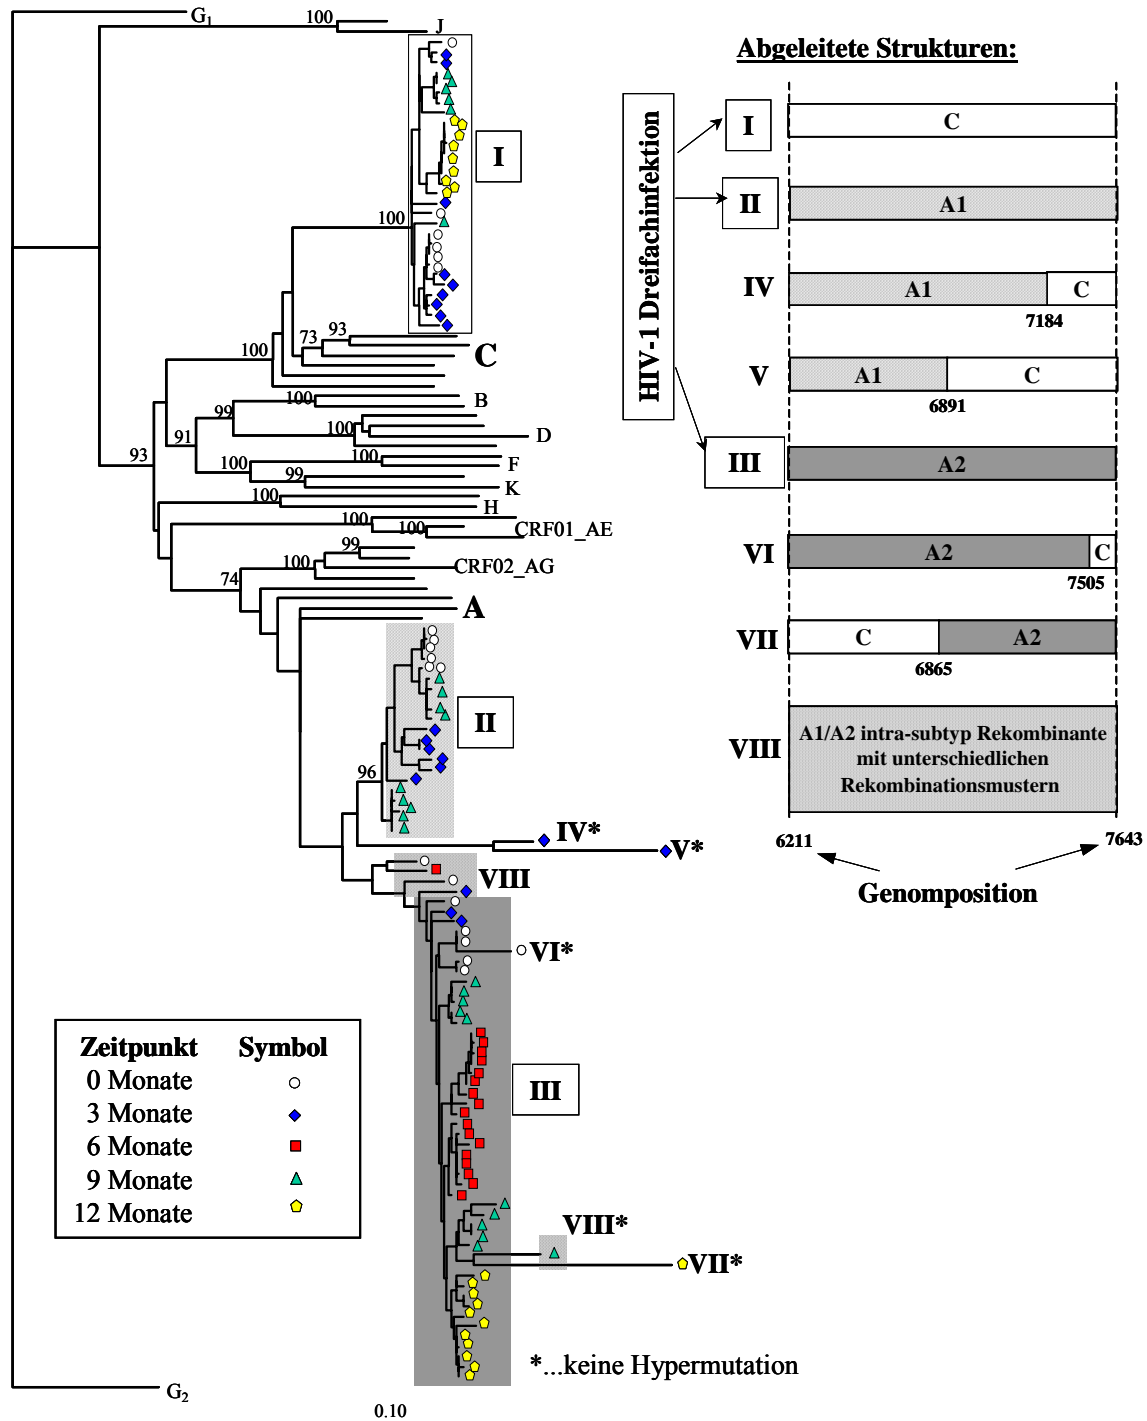 G1
100
J
I
100
73
93
100
C
100
B
99
100
D
91
93
100
F
100
99
K
100
H
100
100
CRF01_AE
99
100
CRF02_AG
74
A
II
96
IV*
V*
VIII
VI*
III
VIII*
VII*
Zeitpunkt Symbol
0 Monate
3 Monate
6 Monate
9 Monate
12 Monate
*...keine Hypermutation
G2
0.10
Abgeleitete Strukturen:
HIV-1 Dreifachinfektion
I C
II A1
IV A1 C
7184
V A1 C
6891
III A2
VI A2 C
7505
VII C A2
6865
VIII
A1/A2 intra-subtyp Rekombinante
mit unterschiedlichen
Rekombinationsmustern
6211 7643
Genomposition